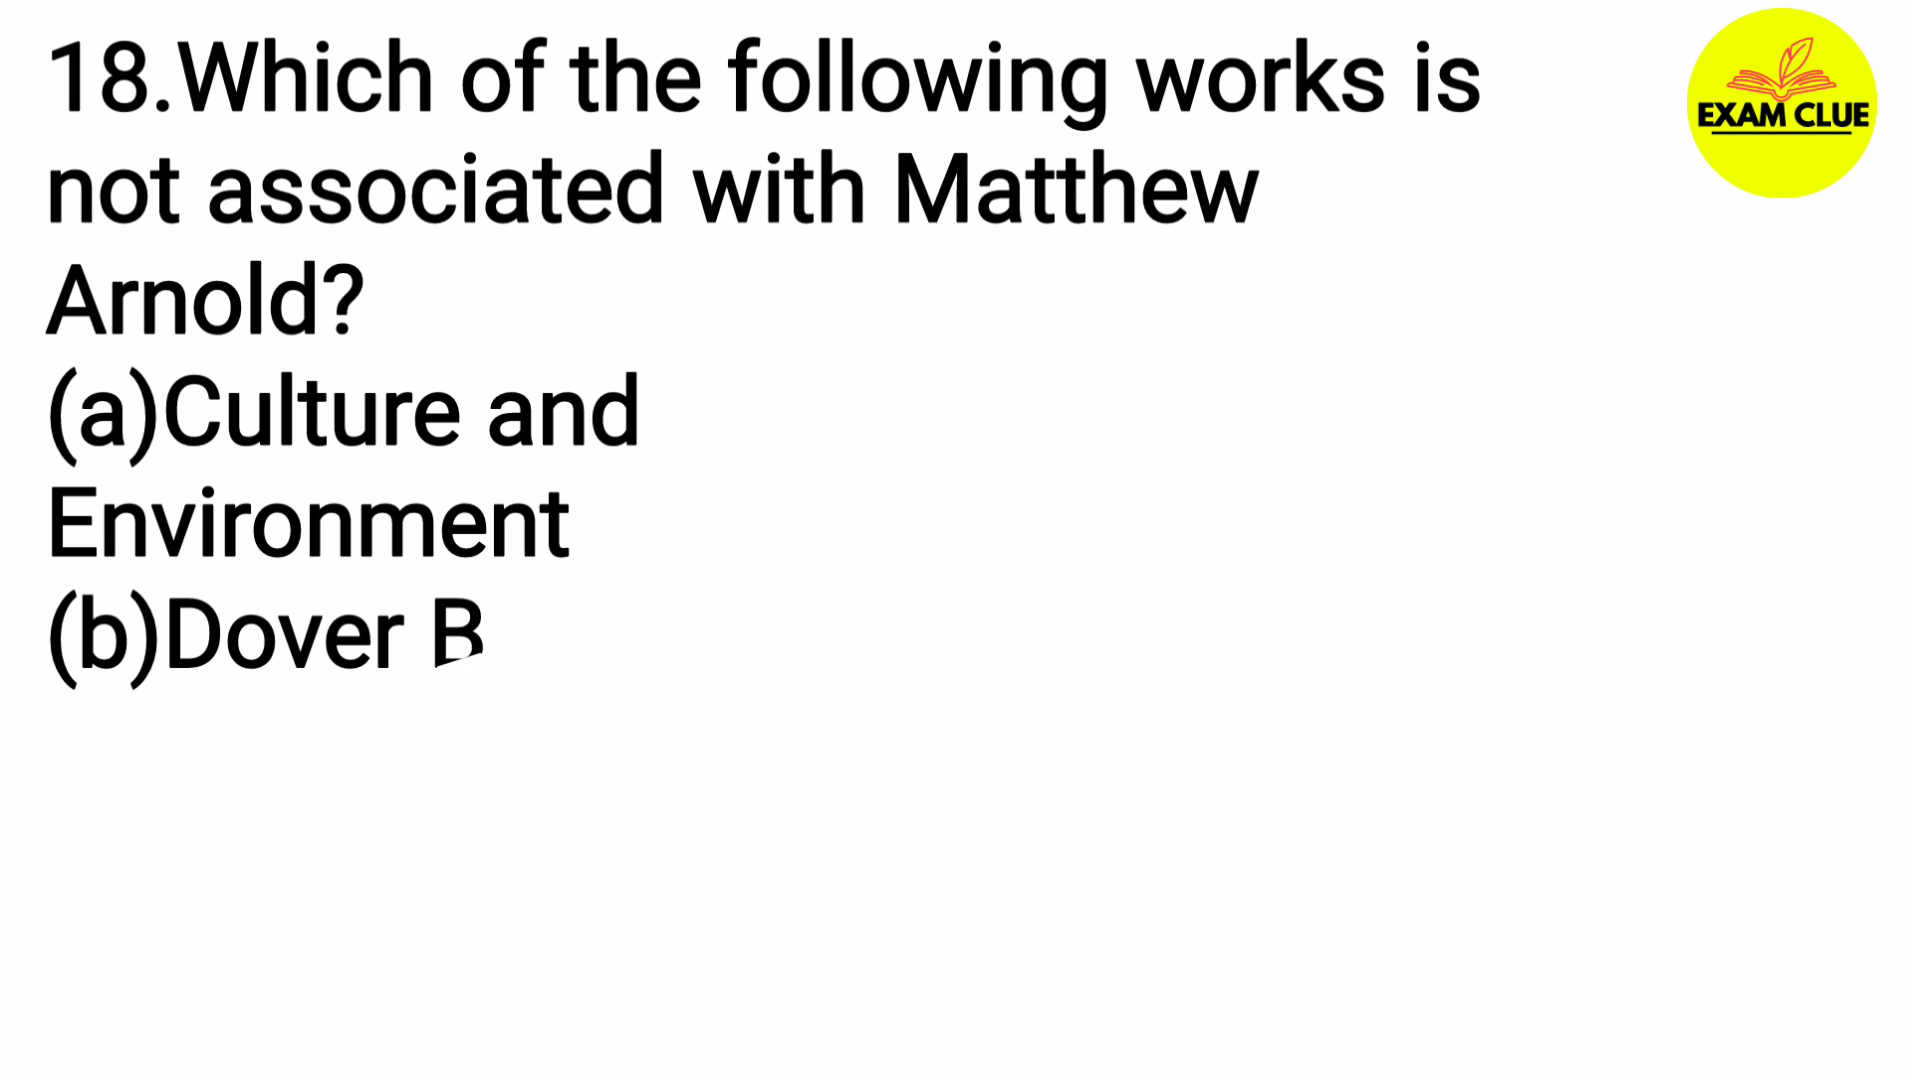 18.Which of the following works is
not associated with Matthew
Arnold?
(a)Culture and
Environment
(b)Dover B
EXAM CLUE